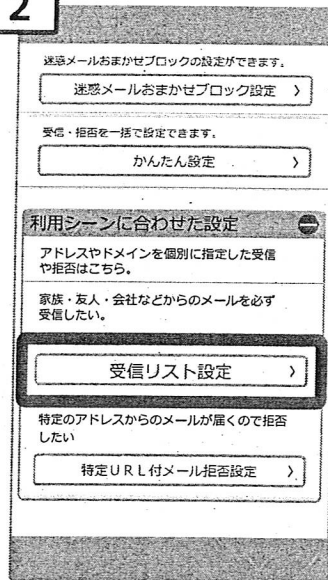 2
迷惑メールおまかせブロックの設定ができます。
迷惑メールおまかせブロック設定 〉
受信・拒否を一括で設定できます。
かんたん設定 〉
利用シーンに合わせた設定
アドレスやドメインを個別に指定した受信
や拒否はこちら。
家族・友人・会社などからのメールを必ず
受信したい。
受信リスト設定 〉
特定のアドレスからのメールが届くので拒否
したい
特定URL付メール拒否設定 〉